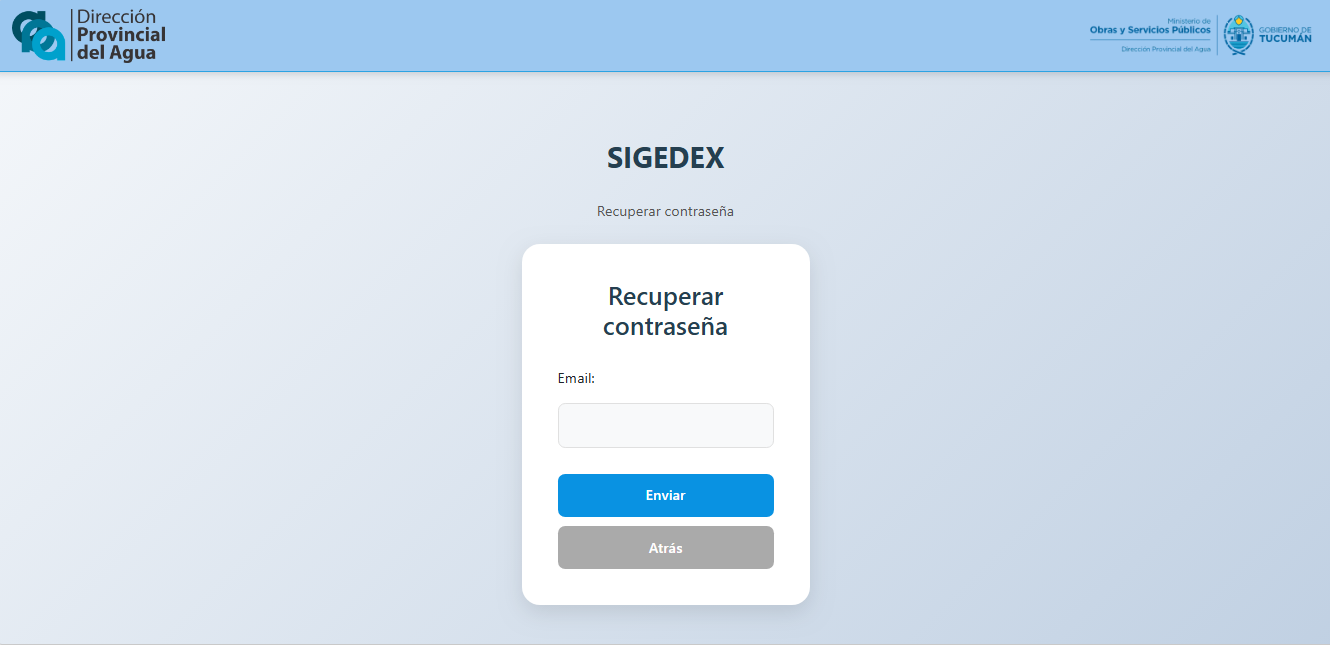 Dirección
Provincial
del Agua
Ministerio de
Obras y Servicios Públicos
Dirección Provincial del Agua
GOBIERNO DE
TUCUMÁN
SIGEDEX
Recuperar contraseña
Recuperar
contraseña
Email:
Enviar
Atrás